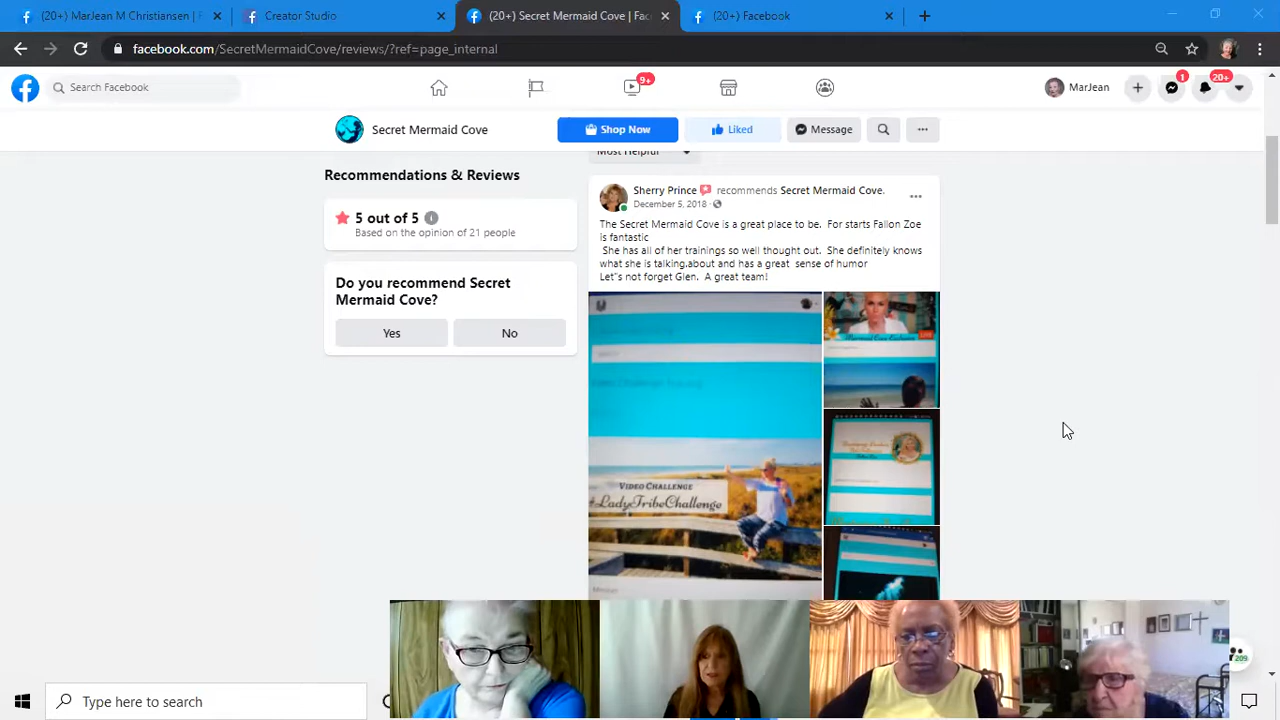 (20+) MarJean M Christiansen | F
Creator Studio
(20+) Secret Mermaid Cove | Fac
(20+) Facebook
facebook.com/SecretMermaidCove/reviews/?ref=page_internal
Search Facebook
9+
MarJean
1
20+
Secret Mermaid Cove
Shop Now
Liked
Message
Most Helpful
Recommendations & Reviews
5 out of 5
Based on the opinion of 21 people
Do you recommend Secret
Mermaid Cove?
Yes
No
Sherry Prince recommends Secret Mermaid Cove.
December 5, 2018
The Secret Mermaid Cove is a great place to be. For starts Fallon Zoe
is fantastic
She has all of her trainings so well thought out. She definitely knows
what she is talking.about and has a great sense of humor
Let"s not forget Glen. A great team!
VIDEO CHALLENGE
#LadyTribeChallenge
LIVE
209
Type here to search